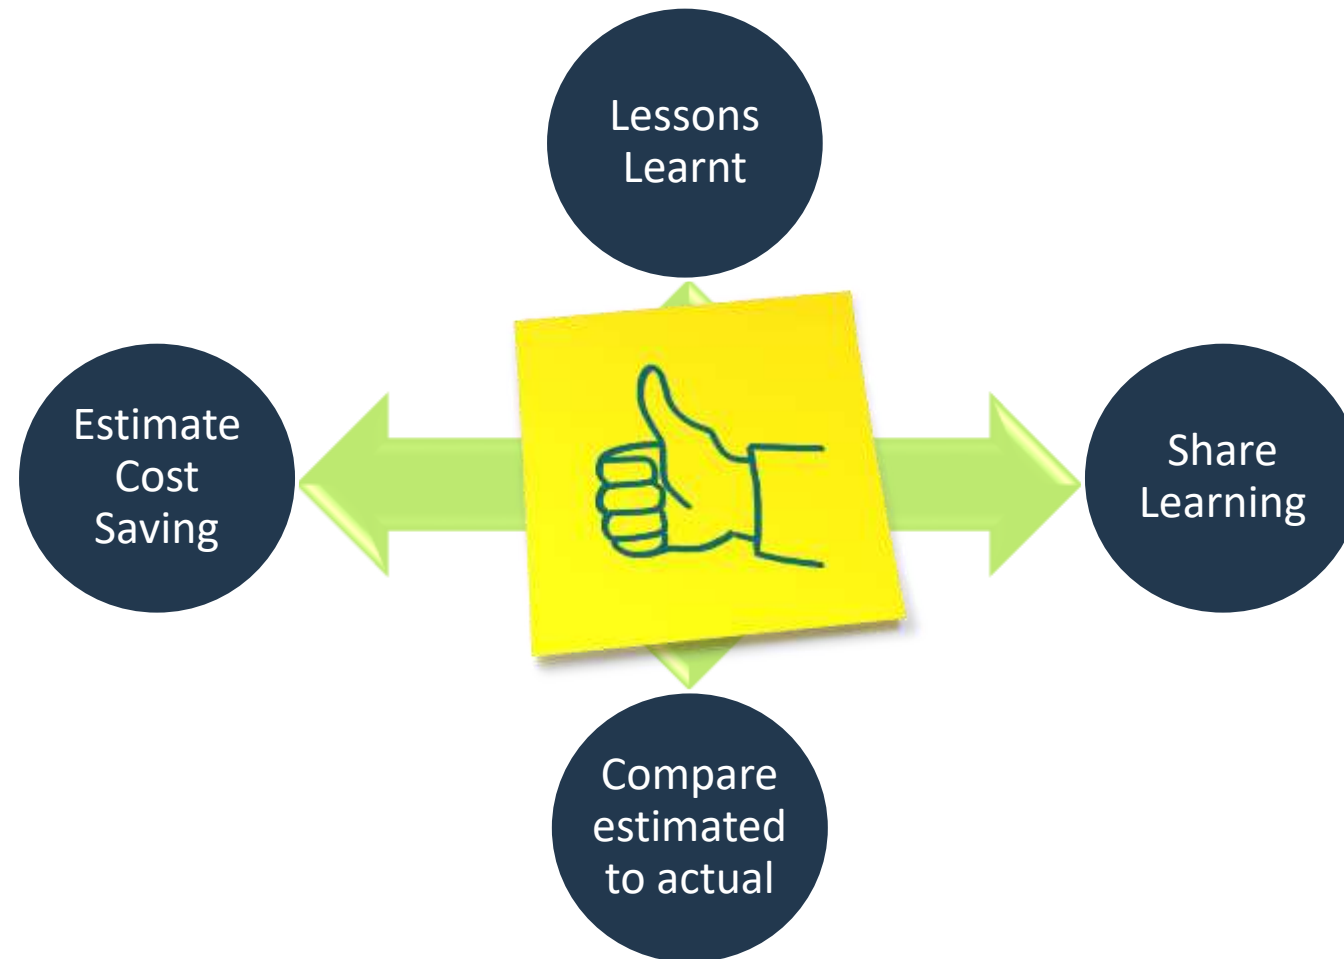 Lessons
Learnt
Estimate
Cost
Saving
Share
Learning
Compare
estimated
to actual